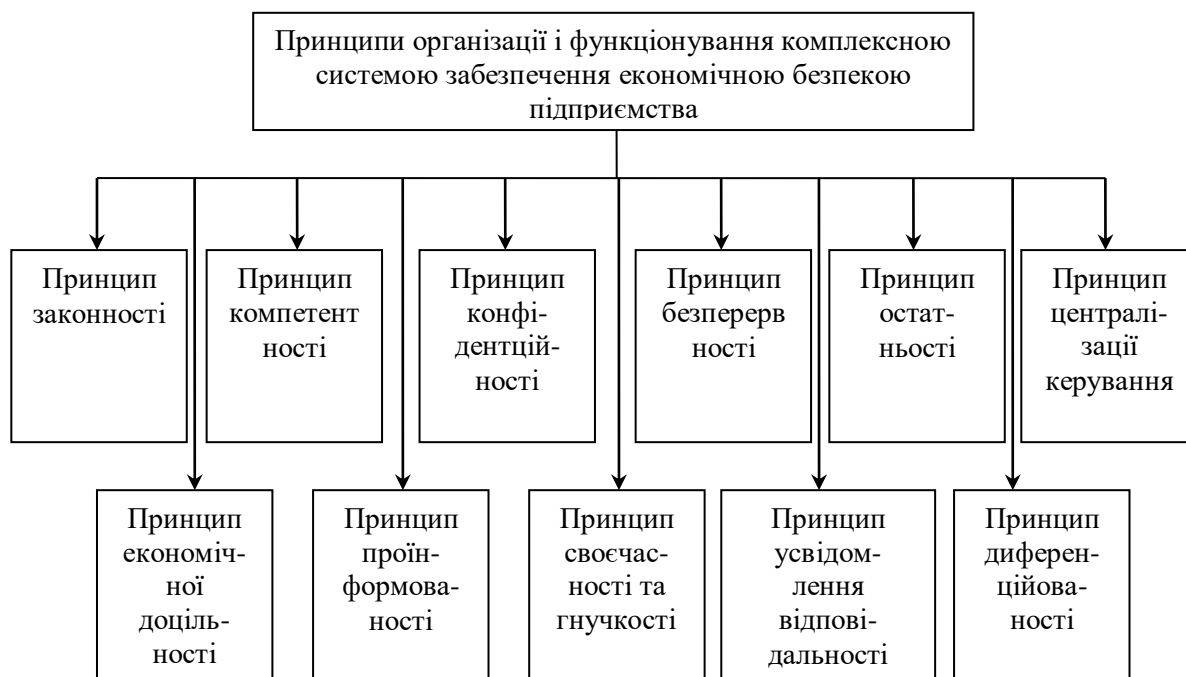 Принципи організації і функціонування комплексною
системою забезпечення економічною безпекою
підприємства
Принцип
законності
Принцип
компетент
ності
Принцип
конфі-
дентцій-
ності
Принцип
безперерв
ності
Принцип
остат-
ньості
Принцип
централі-
зації
керування
Принцип
економіч-
ної
доціль-
ності
Принцип
проїн-
формова-
ності
Принцип
своєчас-
ності та
гнучкості
Принцип
усвідом-
лення
відпові-
дальності
Принцип
диферен-
ційова-
ності